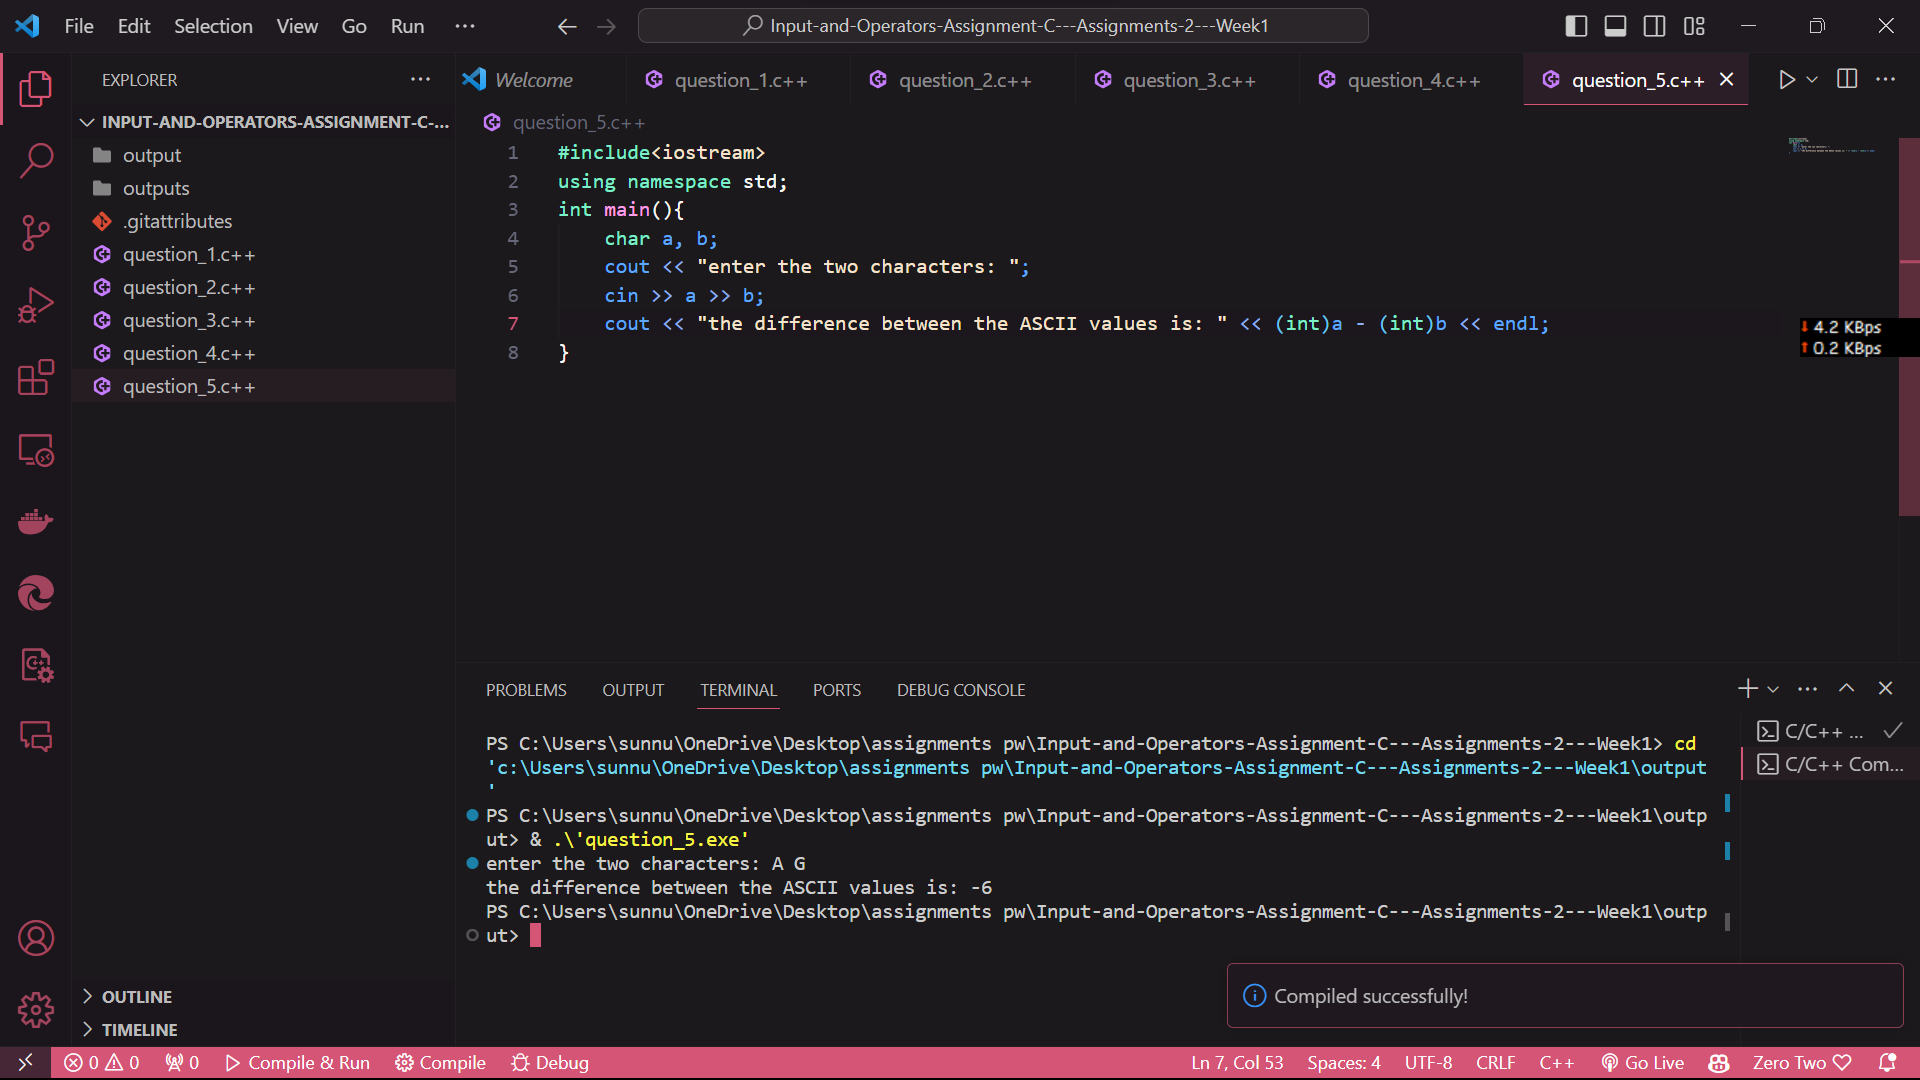 File Edit Selection View Go Run ··· Input-and-Operators-Assignment-C---Assignments-2---Week1
EXPLORER ···
Welcome question_1.c++ question_2.c++ question_3.c++ question_4.c++ question_5.c++
INPUT-AND-OPERATORS-ASSIGNMENT-C-...
output
outputs
.gitattributes
question_1.c++
question_2.c++
question_3.c++
question_4.c++
question_5.c++
OUTLINE
TIMELINE
question_5.c++
1 #include<iostream>
2 using namespace std;
3 int main(){
4 char a, b;
5 cout << "enter the two characters: ";
6 cin >> a >> b;
7 cout << "the difference between the ASCII values is: " << (int)a - (int)b << endl;
8 }
4.2 KBps
0.2 KBps
PROBLEMS OUTPUT TERMINAL PORTS DEBUG CONSOLE
PS C:\Users\sunnu\OneDrive\Desktop\assignments pw\Input-and-Operators-Assignment-C---Assignments-2---Week1> cd
'c:\Users\sunnu\OneDrive\Desktop\assignments pw\Input-and-Operators-Assignment-C---Assignments-2---Week1\output
'
PS C:\Users\sunnu\OneDrive\Desktop\assignments pw\Input-and-Operators-Assignment-C---Assignments-2---Week1\outp
ut> & .\'question_5.exe'
enter the two characters: A G
the difference between the ASCII values is: -6
PS C:\Users\sunnu\OneDrive\Desktop\assignments pw\Input-and-Operators-Assignment-C---Assignments-2---Week1\outp
ut>
C/C++ ...
C/C++ Com...
Compiled successfully!
0 0 0 Compile & Run Compile Debug Ln 7, Col 53 Spaces: 4 UTF-8 CRLF C++ Go Live Zero Two